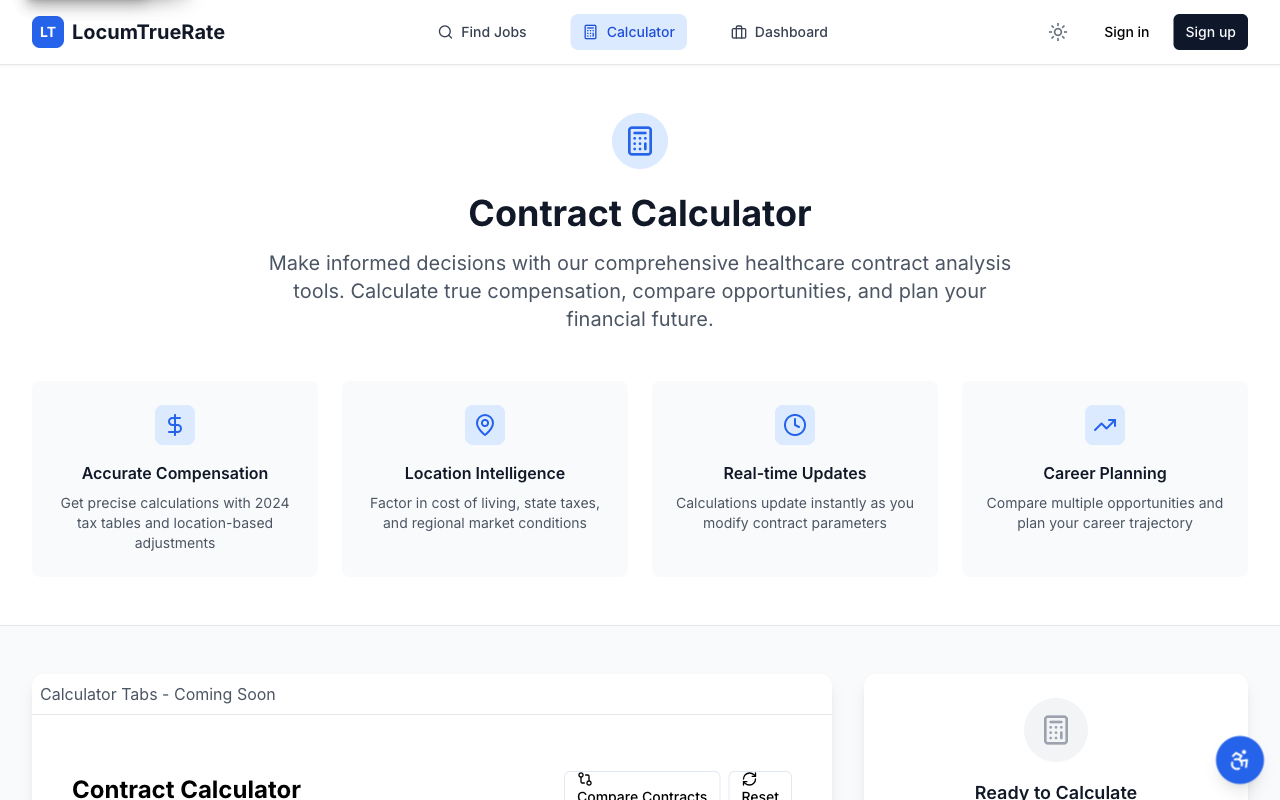 LT LocumTrueRate
Find Jobs
Calculator
Dashboard
Sign in
Sign up
Contract Calculator
Make informed decisions with our comprehensive healthcare contract analysis
tools. Calculate true compensation, compare opportunities, and plan your
financial future.
Accurate Compensation
Get precise calculations with 2024
tax tables and location-based
adjustments
Location Intelligence
Factor in cost of living, state taxes,
and regional market conditions
Real-time Updates
Calculations update instantly as you
modify contract parameters
Career Planning
Compare multiple opportunities and
plan your career trajectory
Calculator Tabs - Coming Soon
Contract Calculator
Compare Contracts
Reset
Ready to Calculate